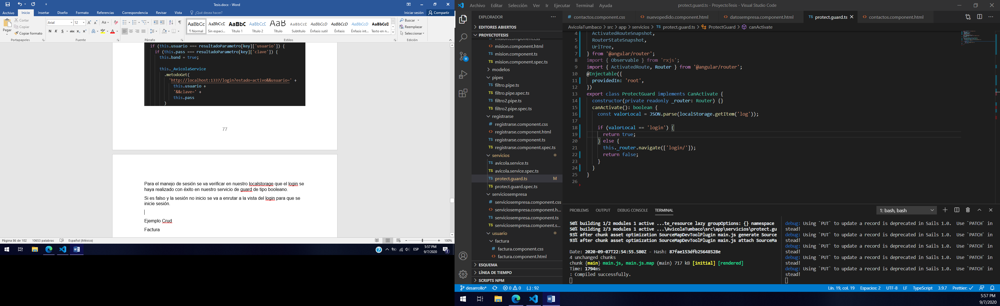 Tesis.docx - Word
Archivo Inicio Insertar Diseño Formato Referencias Correspondencia Revisar Vista ¿Qué desea hacer? Iniciar sesión Compartir
Pegar
Cortar
Copiar
Copiar formato
Portapapeles
Arial 12
N K S abc x₂ x²
Fuente
Párrafo
AaBbCc AaBbCcD AaBbC AaBbCcD AaB AaBbCcD AaBbCcD AaBbCcD AaBbCcD AaBbCcD
¶ Normal Sin espaci... Título 1 Título 2 Título Subtítulo Énfasis sutil Énfasis Énfasis int... Texto en n...
Estilos
Buscar
Reemplazar
Seleccionar
Edición
if (this.usuario === resultadoParametro[key]['usuario']) {
if (this.pass === resultadoParametro[key]['clave']) {
this.band = true;
this._AvicolaService
.metodoGet(
'http://localhost:1337/login?estado=activo&&usuario=' +
this.usuario +
'&&clave=' +
this.pass
)
77
Para el manejo de sesión se va verificar en nuestro localstorage que el login se
haya realizado con éxito en nuestro servicio de guard de tipo booleano.
Si es falso y la sesión no inicio se va a enrutar a la vista del login para que se
inicie sesión.
Ejemplo Crud
Factura
Página 86 de 102 10653 palabras Español (México) 100%
ESP
5:57 PM
9/7/2020
2
Archivo Editar Selección Ver Ir Ejecutar Terminal Ayuda
protect.guard.ts - ProyectoTesis - Visual Studio Code
EXPLORADOR
EDITORES ABIERTOS
PROYECTOTESIS
mision.component.css
mision.component.html
mision.component.ts
mision.component.spec.ts
modelos
pipes
filtro.pipe.ts
filtro.pipe.spec.ts
filtro2.pipe.ts
filtro2.pipe.spec.ts
registrarse
registrarse.component.css
registrarse.component.html
registrarse.component.ts
registrarse.component.spec.ts
servicios
avicola.service.ts
avicola.service.spec.ts
protect.guard.ts M
protect.guard.spec.ts
serviciosempresa
serviciosempresa.component.css
serviciosempresa.component.h...
serviciosempresa.component.ts
serviciosempresa.component.s...
usuario
factura
factura.component.css
factura.component.html
ESQUEMA
LÍNEA DE TIEMPO
SCRIPTS NPM
11
contactos.component.css nuevopedido.component.html datosempresa.component.html protect.guard.ts contactos.component.html
AvicolaTumbaco > src > app > servicios > protect.guard.ts > ProtectGuard > canActivate
4 ActivatedRouteSnapshot,
5 RouterStateSnapshot,
6 UrlTree,
7 } from '@angular/router';
8 import { Observable } from 'rxjs';
9 import { ActivatedRoute, Router } from '@angular/router';
10 @Injectable({
11 providedIn: 'root',
12 })
13 export class ProtectGuard implements CanActivate {
14 constructor(private readonly _router: Router) {}
15 canActivate(): boolean {
16 const valorLocal = JSON.parse(localStorage.getItem('log'));
17
18 if (valorLocal == 'login') {
19 return true;
20 } else {
21 this._router.navigate(['login/']);
22 return false;
23 }
24 }
25 }
26
PROBLEMS OUTPUT DEBUG CONSOLE TERMINAL 1: bash, bash
50% building 1/2 modules 1 active ...te_resource lazy groupOptions: {} namespace
50% building 2/3 modules 1 active ...\AvicolaTumbaco\src\app\servicios\protect.gu
93% after chunk asset optimization SourceMapDevToolPlugin main.js generate Source
93% after chunk asset optimization SourceMapDevToolPlugin main.js attach SourceMa
Date: 2020-09-07T22:54:55.580Z - Hash: 87fae153dfb25648528e
4 unchanged chunks
chunk {main} main.js, main.js.map (main) 717 kB [initial] [rendered]
Time: 1794ms
: Compiled successfully.
debug: Using `PUT` to update a record is deprecated in Sails 1.0. Use `PATCH` in
stead!
debug: Using `PUT` to update a record is deprecated in Sails 1.0. Use `PATCH` in
stead!
debug: Using `PUT` to update a record is deprecated in Sails 1.0. Use `PATCH` in
stead!
debug: Using `PUT` to update a record is deprecated in Sails 1.0. Use `PATCH` in
stead!
debug: Using `PUT` to update a record is deprecated in Sails 1.0. Use `PATCH` in
stead!
desarrollo* 0 0 {..} : 92 Lín. 19, col. 19 Espacios: 2 UTF-8 LF TypeScript 3.9.7 Prettier: ✓
5:57 PM
9/7/2020